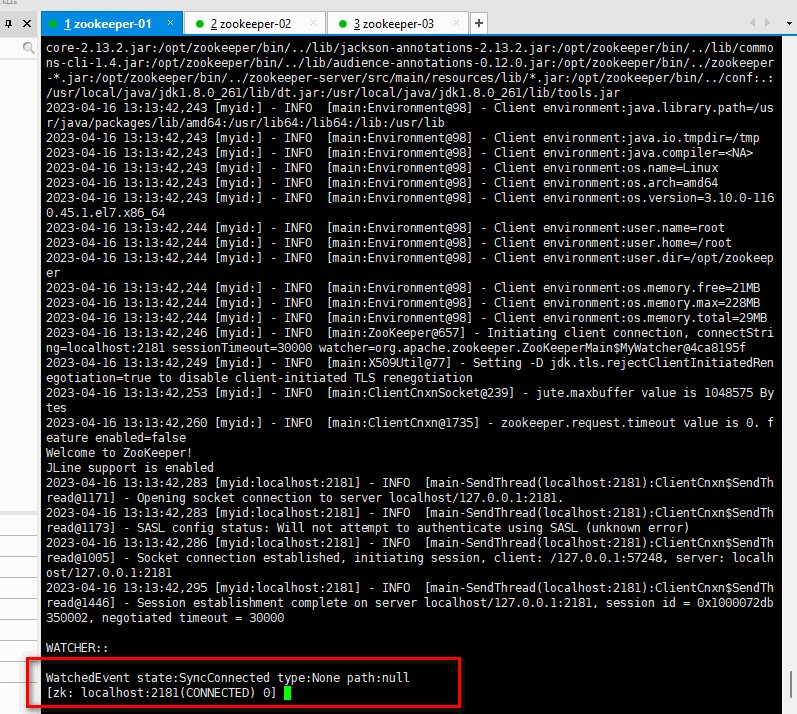 1 zookeeper-01 × 2 zookeeper-02 × 3 zookeeper-03 × +
core-2.13.2.jar:/opt/zookeeper/bin/../lib/jackson-annotations-2.13.2.jar:/opt/zookeeper/bin/../lib/commo
ns-cli-1.4.jar:/opt/zookeeper/bin/../lib/audience-annotations-0.12.0.jar:/opt/zookeeper/bin/../zookeeper
-*.jar:/opt/zookeeper/bin/../zookeeper-server/src/main/resources/lib/*.jar:/opt/zookeeper/bin/../conf:.:
/usr/local/java/jdk1.8.0_261/lib/dt.jar:/usr/local/java/jdk1.8.0_261/lib/tools.jar
2023-04-16 13:13:42,243 [myid:] - INFO  [main:Environment@98] - Client environment:java.library.path=/us
r/java/packages/lib/amd64:/usr/lib64:/lib64:/lib:/usr/lib
2023-04-16 13:13:42,243 [myid:] - INFO  [main:Environment@98] - Client environment:java.io.tmpdir=/tmp
2023-04-16 13:13:42,243 [myid:] - INFO  [main:Environment@98] - Client environment:java.compiler=<NA>
2023-04-16 13:13:42,243 [myid:] - INFO  [main:Environment@98] - Client environment:os.name=Linux
2023-04-16 13:13:42,243 [myid:] - INFO  [main:Environment@98] - Client environment:os.arch=amd64
2023-04-16 13:13:42,243 [myid:] - INFO  [main:Environment@98] - Client environment:os.version=3.10.0-116
0.45.1.el7.x86_64
2023-04-16 13:13:42,244 [myid:] - INFO  [main:Environment@98] - Client environment:user.name=root
2023-04-16 13:13:42,244 [myid:] - INFO  [main:Environment@98] - Client environment:user.home=/root
2023-04-16 13:13:42,244 [myid:] - INFO  [main:Environment@98] - Client environment:user.dir=/opt/zookeep
er
2023-04-16 13:13:42,244 [myid:] - INFO  [main:Environment@98] - Client environment:os.memory.free=21MB
2023-04-16 13:13:42,244 [myid:] - INFO  [main:Environment@98] - Client environment:os.memory.max=228MB
2023-04-16 13:13:42,244 [myid:] - INFO  [main:Environment@98] - Client environment:os.memory.total=29MB
2023-04-16 13:13:42,246 [myid:] - INFO  [main:ZooKeeper@657] - Initiating client connection, connectStri
ng=localhost:2181 sessionTimeout=30000 watcher=org.apache.zookeeper.ZooKeeperMain$MyWatcher@4ca8195f
2023-04-16 13:13:42,249 [myid:] - INFO  [main:X509Util@77] - Setting -D jdk.tls.rejectClientInitiatedRen
egotiation=true to disable client-initiated TLS renegotiation
2023-04-16 13:13:42,253 [myid:] - INFO  [main:ClientCnxnSocket@239] - jute.maxbuffer value is 1048575 By
tes
2023-04-16 13:13:42,260 [myid:] - INFO  [main:ClientCnxn@1735] - zookeeper.request.timeout value is 0. f
eature enabled=false
Welcome to ZooKeeper!
JLine support is enabled
2023-04-16 13:13:42,283 [myid:localhost:2181] - INFO  [main-SendThread(localhost:2181):ClientCnxn$SendTh
read@1171] - Opening socket connection to server localhost/127.0.0.1:2181.
2023-04-16 13:13:42,283 [myid:localhost:2181] - INFO  [main-SendThread(localhost:2181):ClientCnxn$SendTh
read@1173] - SASL config status: Will not attempt to authenticate using SASL (unknown error)
2023-04-16 13:13:42,286 [myid:localhost:2181] - INFO  [main-SendThread(localhost:2181):ClientCnxn$SendTh
read@1005] - Socket connection established, initiating session, client: /127.0.0.1:57248, server: localh
ost/127.0.0.1:2181
2023-04-16 13:13:42,295 [myid:localhost:2181] - INFO  [main-SendThread(localhost:2181):ClientCnxn$SendTh
read@1446] - Session establishment complete on server localhost/127.0.0.1:2181, session id = 0x1000072db
350002, negotiated timeout = 30000
WATCHER::
WatchedEvent state:SyncConnected type:None path:null
[zk: localhost:2181(CONNECTED) 0]